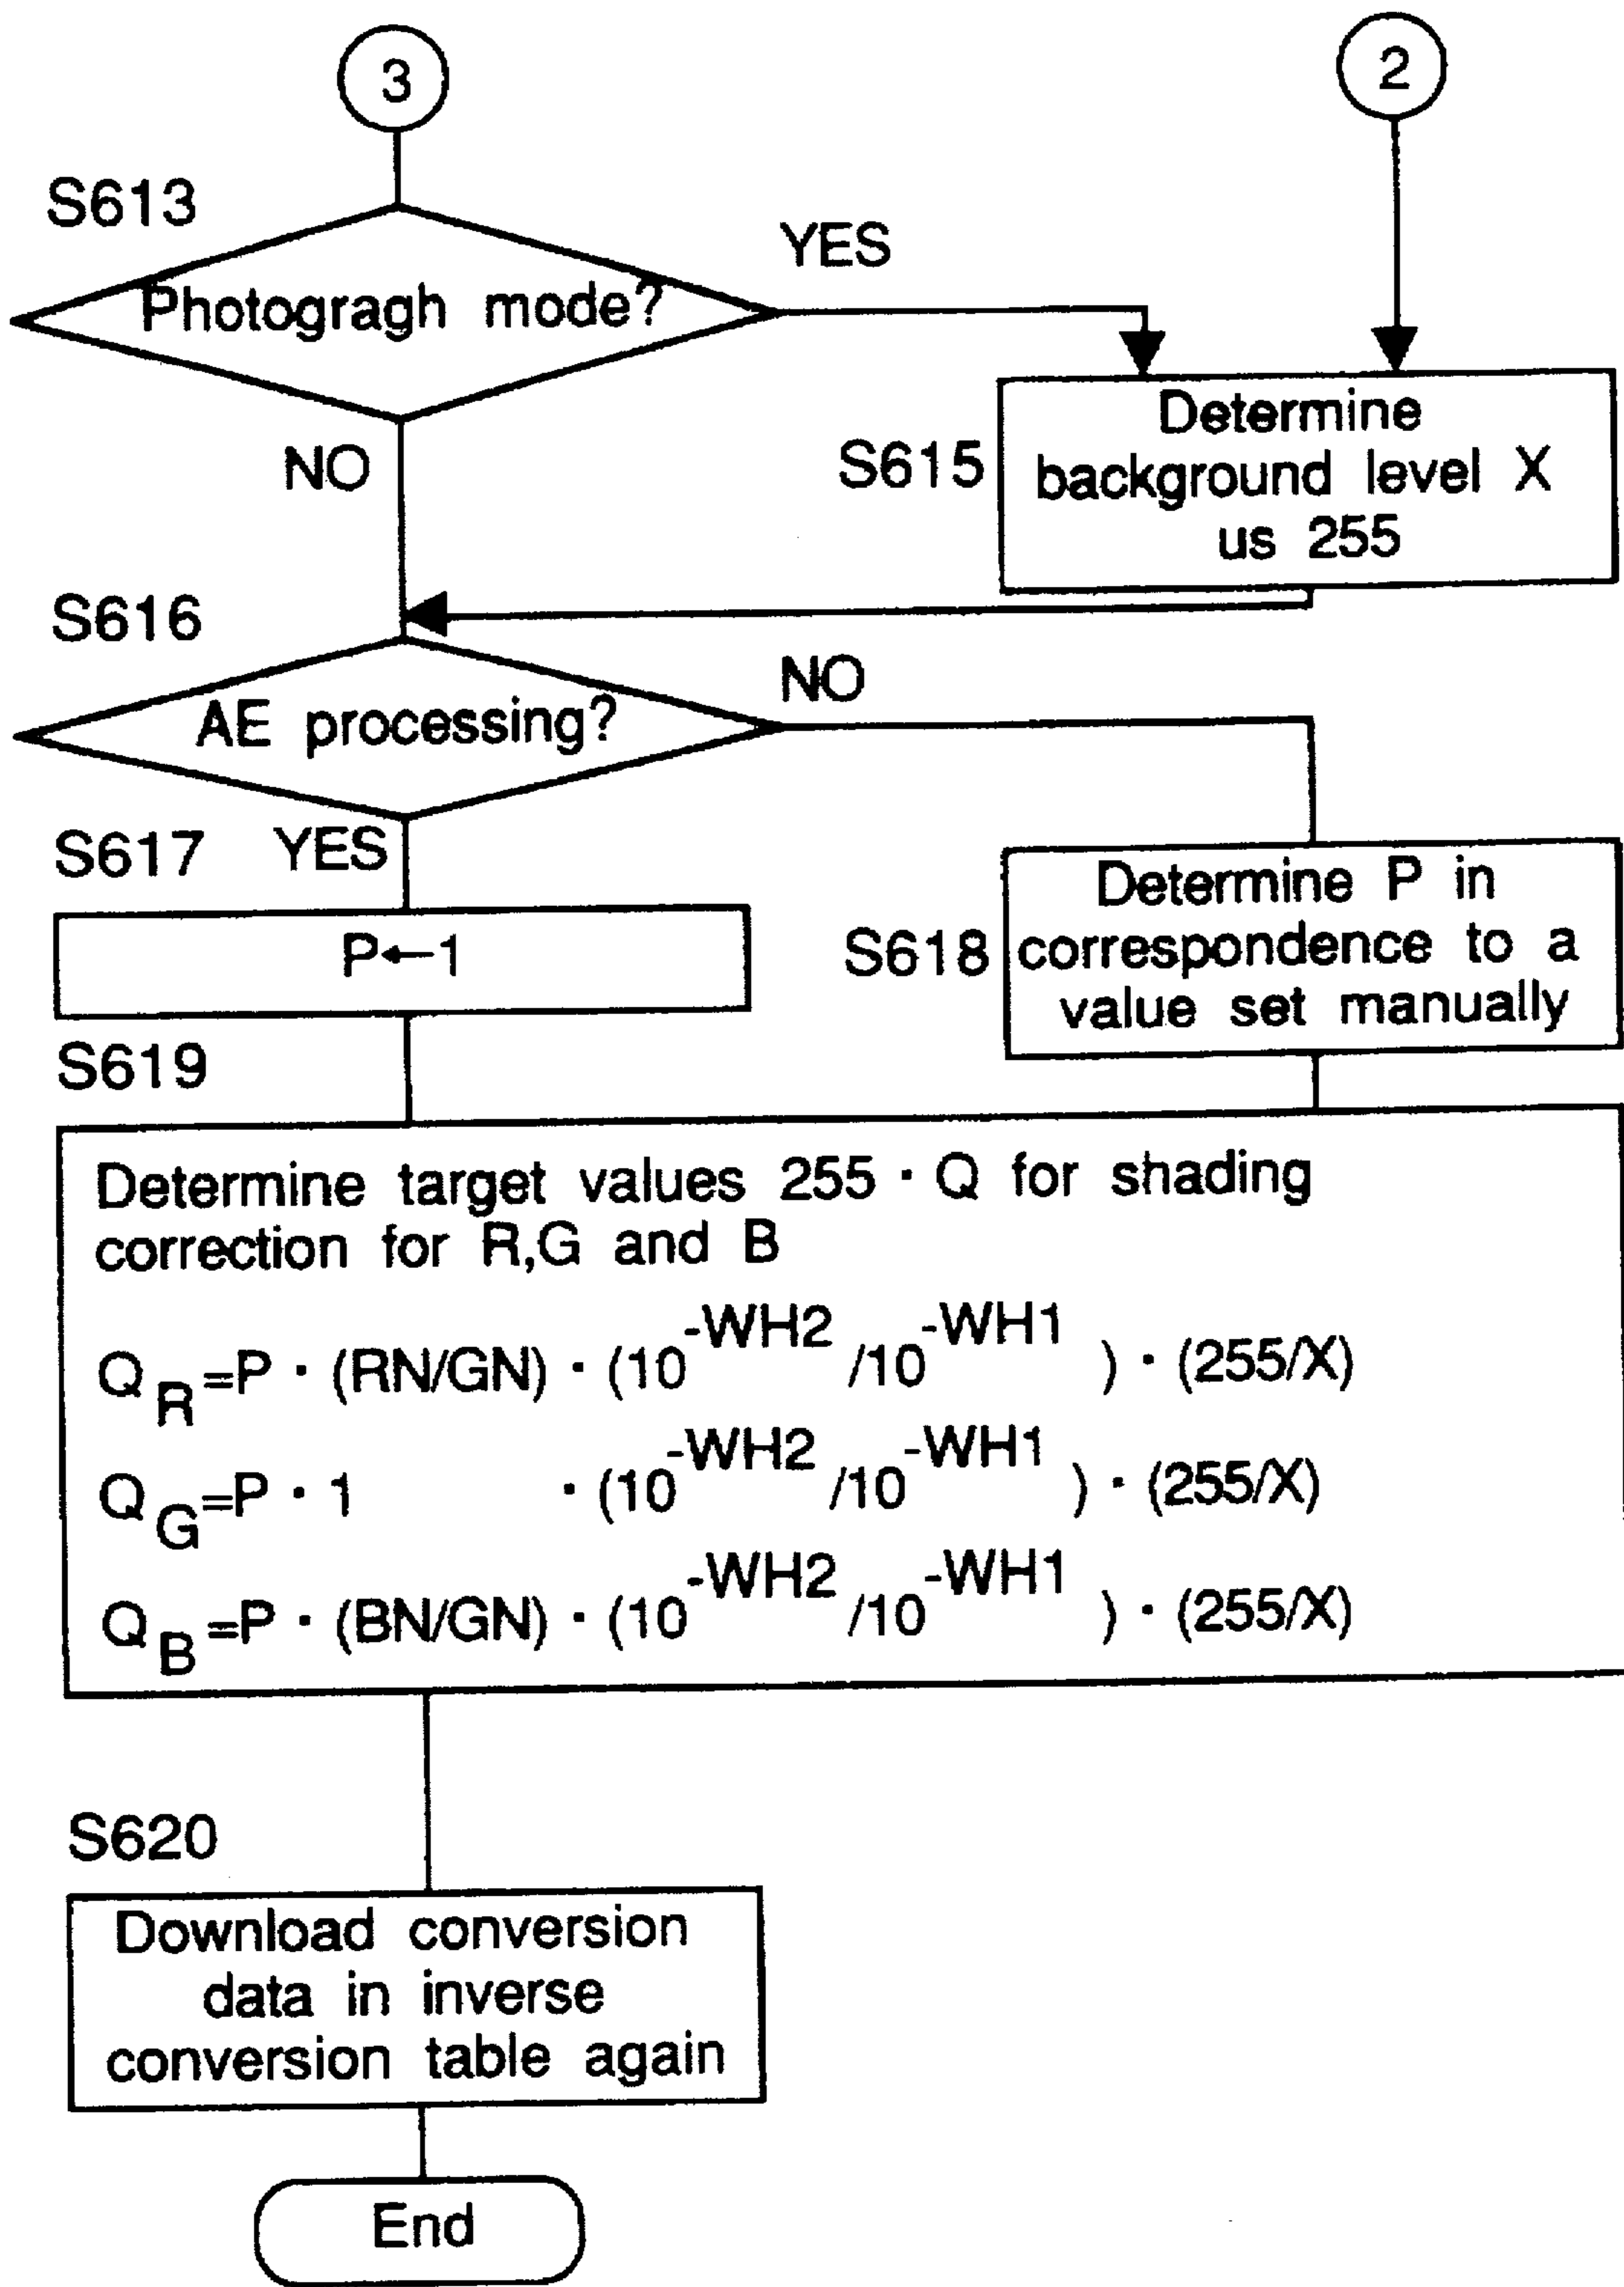 3
2
S613
YES
Photogragh mode?
NO
S615
Determine
background level X
us 255
S616
NO
AE processing?
S617
YES
P←1
S618
Determine P in
correspondence to a
value set manually
S619
Determine target values 255 · Q for shading
correction for R,G and B
Q_R=P · (RN/GN) · (10^-WH2 /10^-WH1 ) · (255/X)
Q_G=P · 1 · (10^-WH2 /10^-WH1 ) · (255/X)
Q_B=P · (BN/GN) · (10^-WH2 /10^-WH1 ) · (255/X)
S620
Download conversion
data in inverse
conversion table again
End